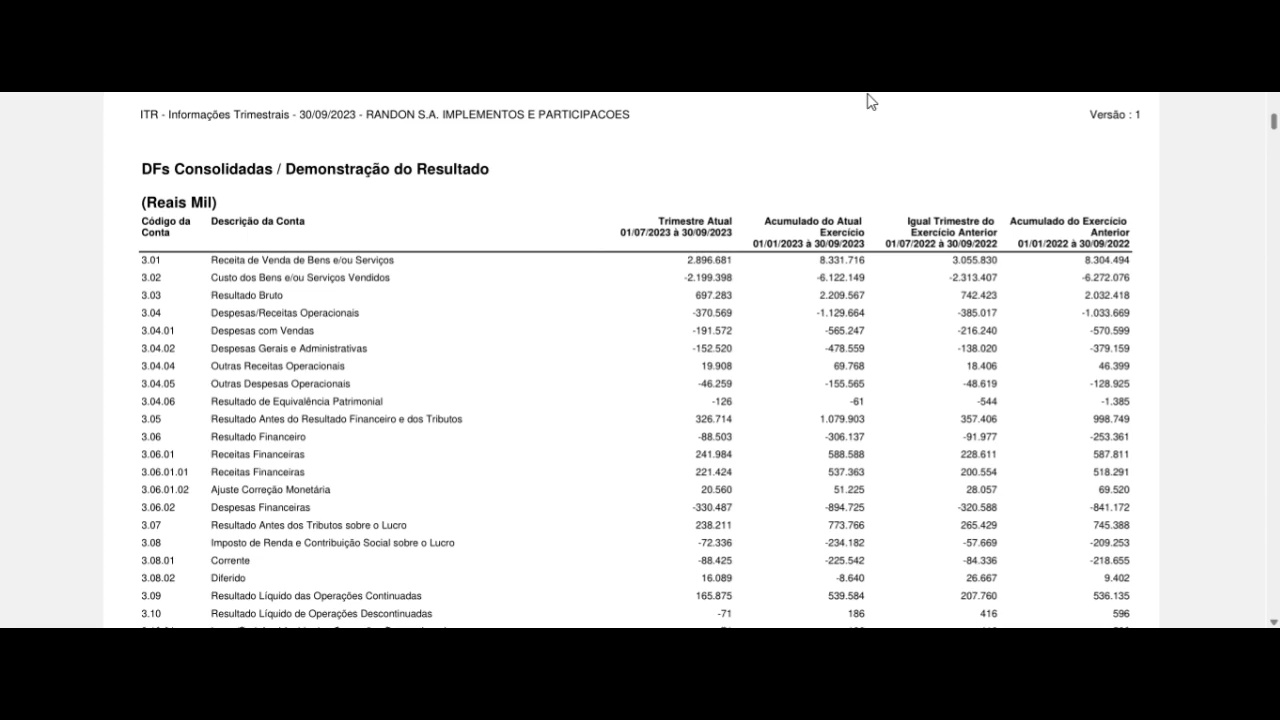 ITR - Informações Trimestrais - 30/09/2023 - RANDON S.A. IMPLEMENTOS E PARTICIPACOES Versão : 1
DFs Consolidadas / Demonstração do Resultado
(Reais Mil)
Código da Conta Descrição da Conta Trimestre Atual 01/07/2023 à 30/09/2023 Acumulado do Atual Exercício 01/01/2023 à 30/09/2023 Igual Trimestre do Exercício Anterior 01/07/2022 à 30/09/2022 Acumulado do Exercício Anterior 01/01/2022 à 30/09/2022
3.01 Receita de Venda de Bens e/ou Serviços 2.896.681 8.331.716 3.055.830 8.304.494
3.02 Custo dos Bens e/ou Serviços Vendidos -2.199.398 -6.122.149 -2.313.407 -6.272.076
3.03 Resultado Bruto 697.283 2.209.567 742.423 2.032.418
3.04 Despesas/Receitas Operacionais -370.569 -1.129.664 -385.017 -1.033.669
3.04.01 Despesas com Vendas -191.572 -565.247 -216.240 -570.599
3.04.02 Despesas Gerais e Administrativas -152.520 -478.559 -138.020 -379.159
3.04.04 Outras Receitas Operacionais 19.908 69.768 18.406 46.399
3.04.05 Outras Despesas Operacionais -46.259 -155.565 -48.619 -128.925
3.04.06 Resultado de Equivalência Patrimonial -126 -61 -544 -1.385
3.05 Resultado Antes do Resultado Financeiro e dos Tributos 326.714 1.079.903 357.406 998.749
3.06 Resultado Financeiro -88.503 -306.137 -91.977 -253.361
3.06.01 Receitas Financeiras 241.984 588.588 228.611 587.811
3.06.01.01 Receitas Financeiras 221.424 537.363 200.554 518.291
3.06.01.02 Ajuste Correção Monetária 20.560 51.225 28.057 69.520
3.06.02 Despesas Financeiras -330.487 -894.725 -320.588 -841.172
3.07 Resultado Antes dos Tributos sobre o Lucro 238.211 773.766 265.429 745.388
3.08 Imposto de Renda e Contribuição Social sobre o Lucro -72.336 -234.182 -57.669 -209.253
3.08.01 Corrente -88.425 -225.542 -84.336 -218.655
3.08.02 Diferido 16.089 -8.640 26.667 9.402
3.09 Resultado Líquido das Operações Continuadas 165.875 539.584 207.760 536.135
3.10 Resultado Líquido de Operações Descontinuadas -71 186 416 596